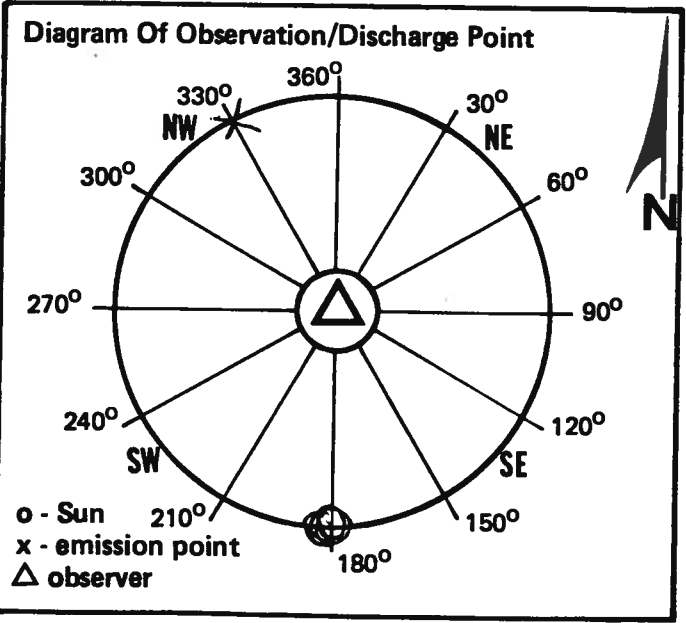 Diagram Of Observation/Discharge Point
360°
330°
30°
NW
NE
300°
60°
N
270°
90°
240°
120°
SW
SE
o - Sun
210°
150°
x - emission point
180°
△ observer